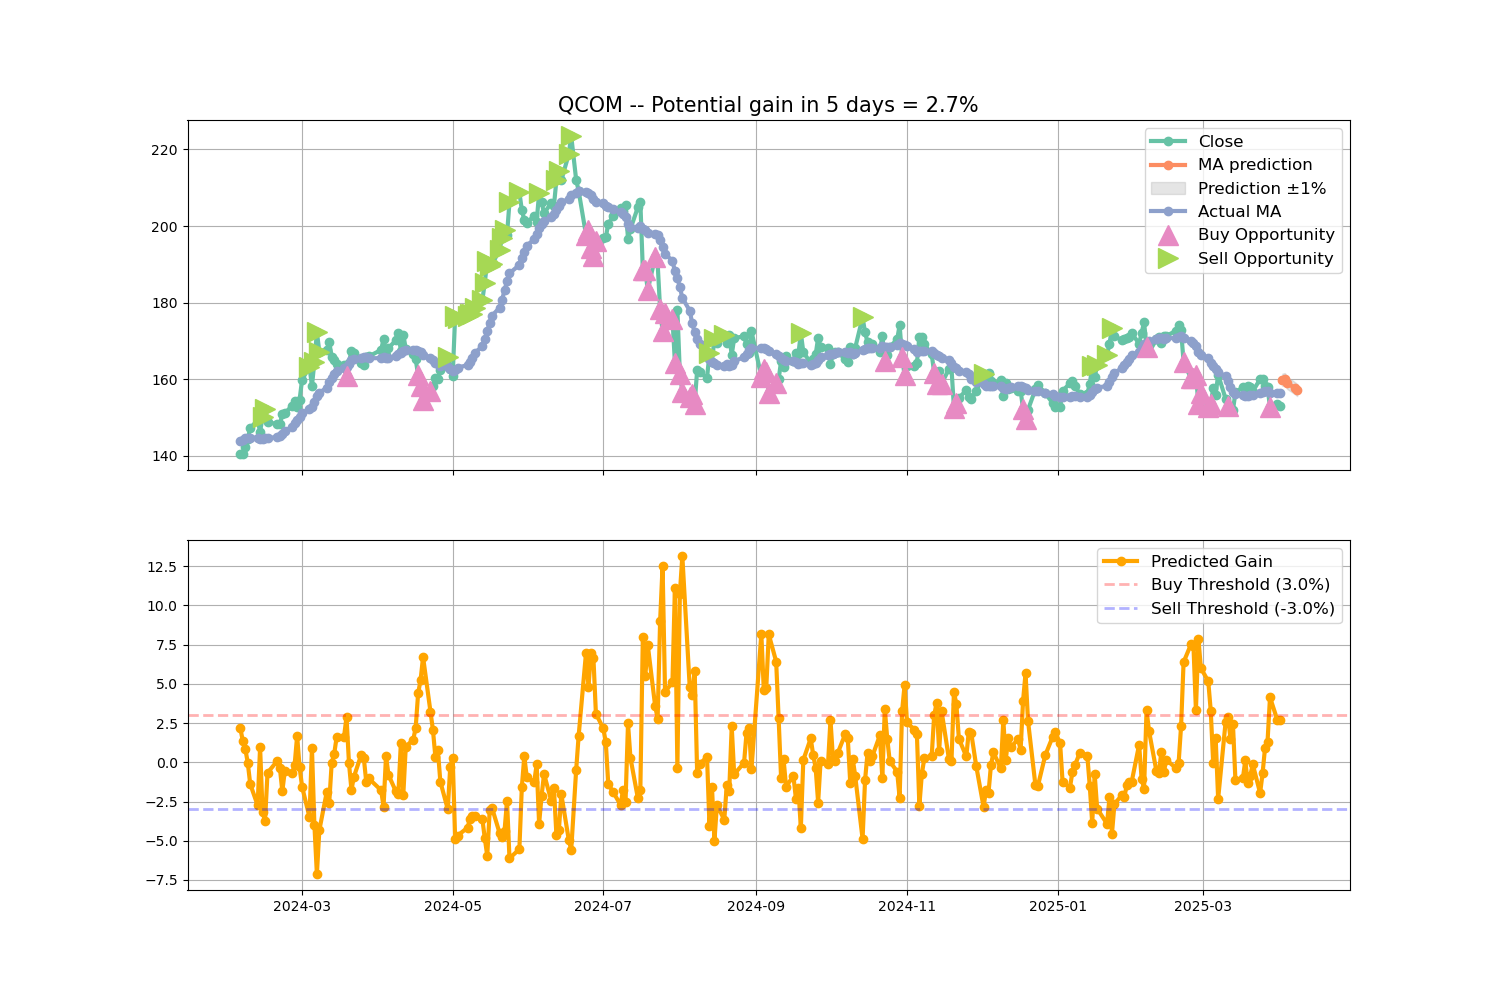 QCOM -- Potential gain in 5 days = 2.7%
220
200
180
160
140
Close
MA prediction
Prediction ±1%
Actual MA
Buy Opportunity
Sell Opportunity
12.5
10.0
7.5
5.0
2.5
0.0
−2.5
−5.0
−7.5
Predicted Gain
Buy Threshold (3.0%)
Sell Threshold (-3.0%)
2024-03
2024-05
2024-07
2024-09
2024-11
2025-01
2025-03